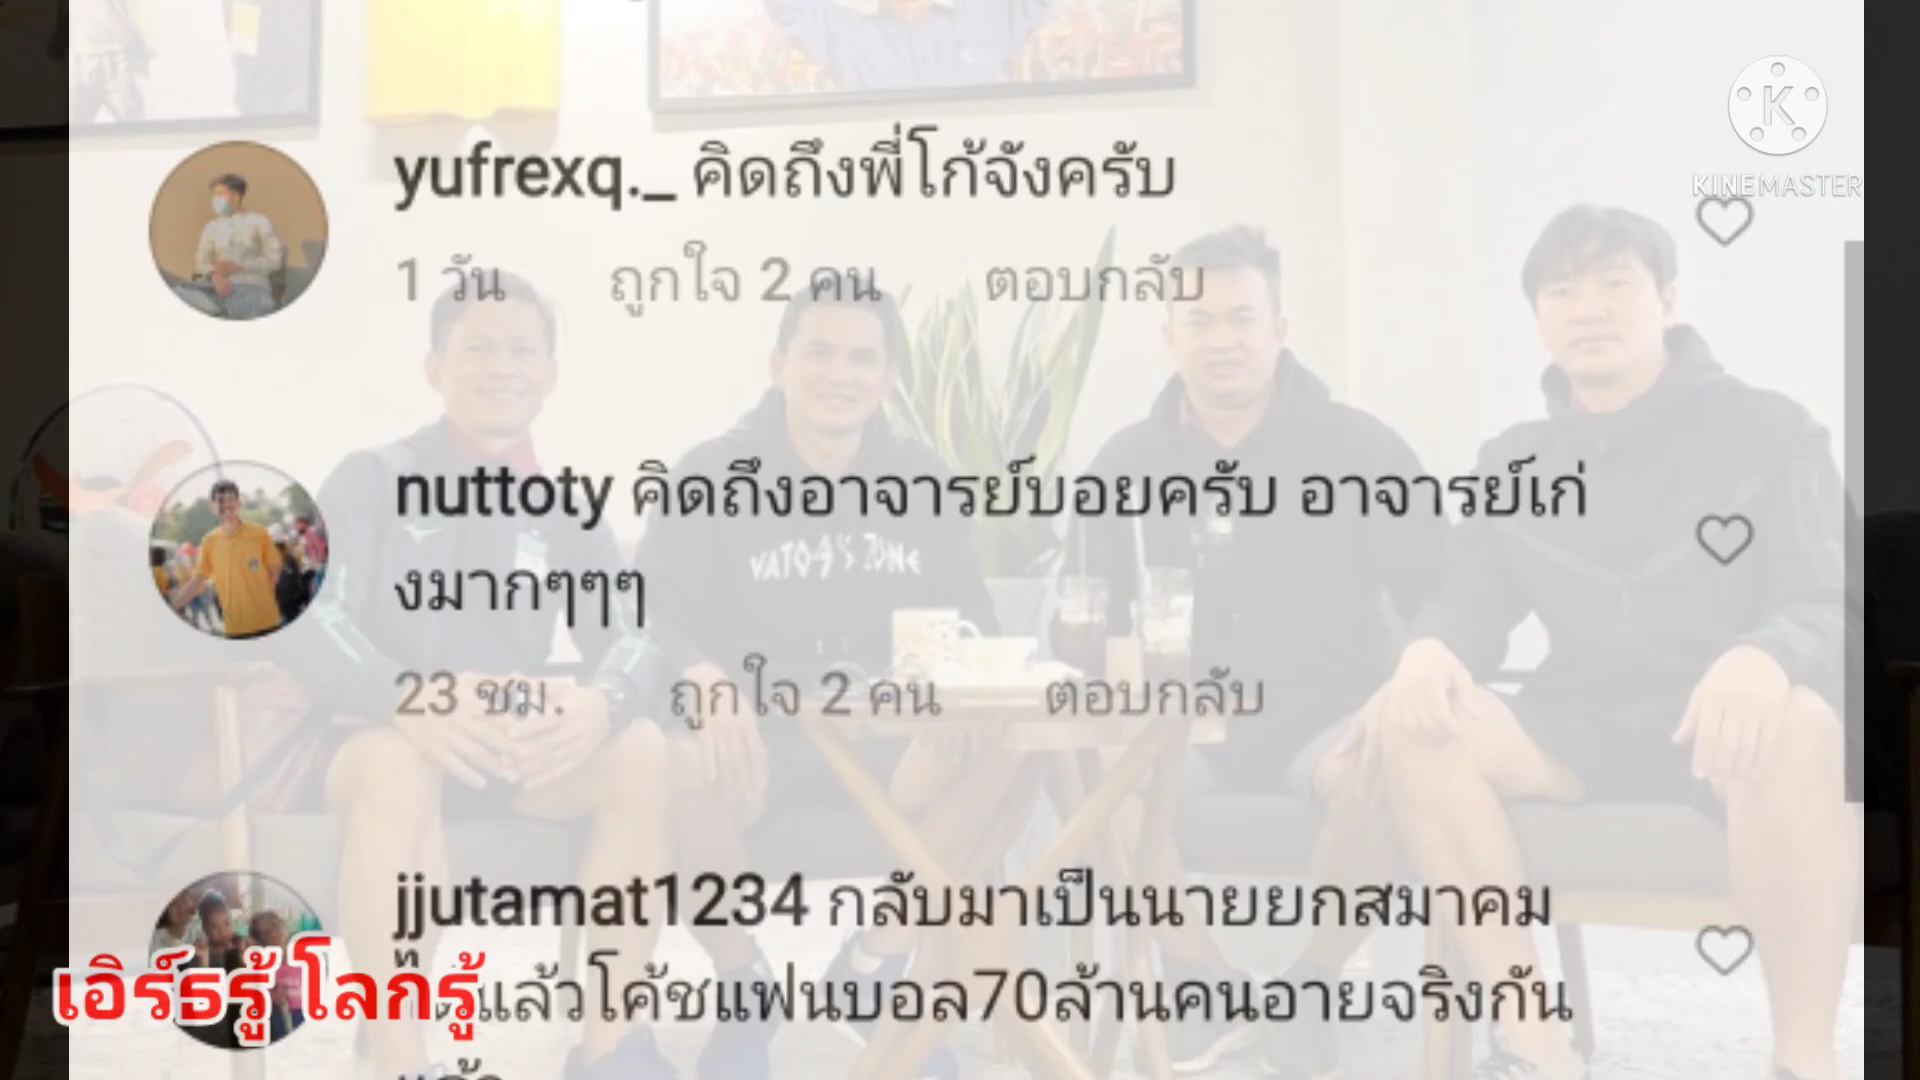 KINEMASTER
yufrexq._ คิดถึงพี่โก้จังครับ
1 วัน ถูกใจ 2 คน ตอบกลับ
nuttoty คิดถึงอาจารย์บอยครับ อาจารย์เก่
งมากๆๆๆ
VATO
23 ชม. ถูกใจ 2 คน ตอบกลับ
jjutamat1234 กลับมาเป็นนายยกสมาคม
แล้วโค้ชแฟนบอล70ล้านคนอายจริงกัน
เอิร์ธรู้ โลกรู้